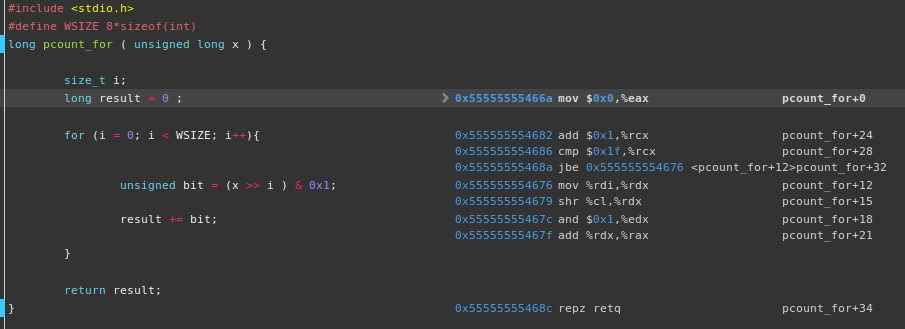 #include <stdio.h>
#define WSIZE 8*sizeof(int)
long pcount_for ( unsigned long x ) {
size_t i;
long result = 0 ; 0x55555555466a mov $0x0,%eax pcount_for+0
for (i = 0; i < WSIZE; i++){ 0x555555554682 add $0x1,%rcx pcount_for+24
0x555555554686 cmp $0x1f,%rcx pcount_for+28
0x55555555468a jbe 0x555555554676 <pcount_for+12>pcount_for+32
unsigned bit = (x >> i ) & 0x1; 0x555555554676 mov %rdi,%rdx pcount_for+12
0x555555554679 shr %cl,%rdx pcount_for+15
result += bit; 0x55555555467c and $0x1,%edx pcount_for+18
0x55555555467f add %rdx,%rax pcount_for+21
}
return result;
} 0x55555555468c repz retq pcount_for+34